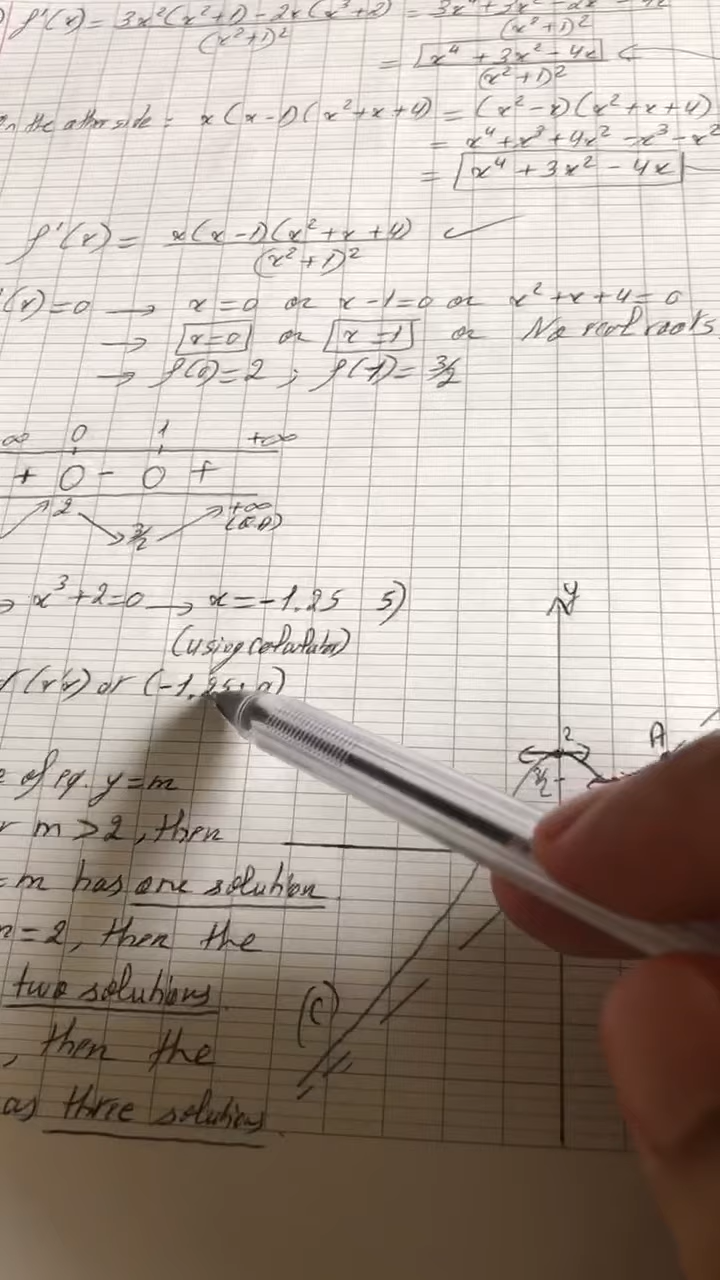 f'(x) = 3x²(x²+1) - 2x(x³+2) / (x²+1)² = 3x⁴+3x²-2x⁴-4x / (x²+1)²
= x⁴ + 3x² - 4x / (x²+1)² ←
On the other side: x(x-1)(x²+x+4) = (x²-x)(x²+x+4)
= x⁴+x³+4x²-x³-x²
= x⁴ + 3x² - 4x
f'(x) = x(x-1)(x²+x+4) / (x²+1)² ✓
'(x)=0 → x=0 or x-1=0 or x²+x+4=0
→ x=0 or x=1 or No real roots
→ f(0)=2 ; f(1)=3/2
∞ 0 1 +∞
+ 0 - 0 +
2 3/2 +∞
x³+2=0 → x=-1.25 5)
(using calculator)
(x'x) at (-1.25;0)
of eq. y=m
m>2, then
=m has one solution.
m=2, then the
two solutions.
, then the
as three solutions.
y
2
3/2
A
(C)